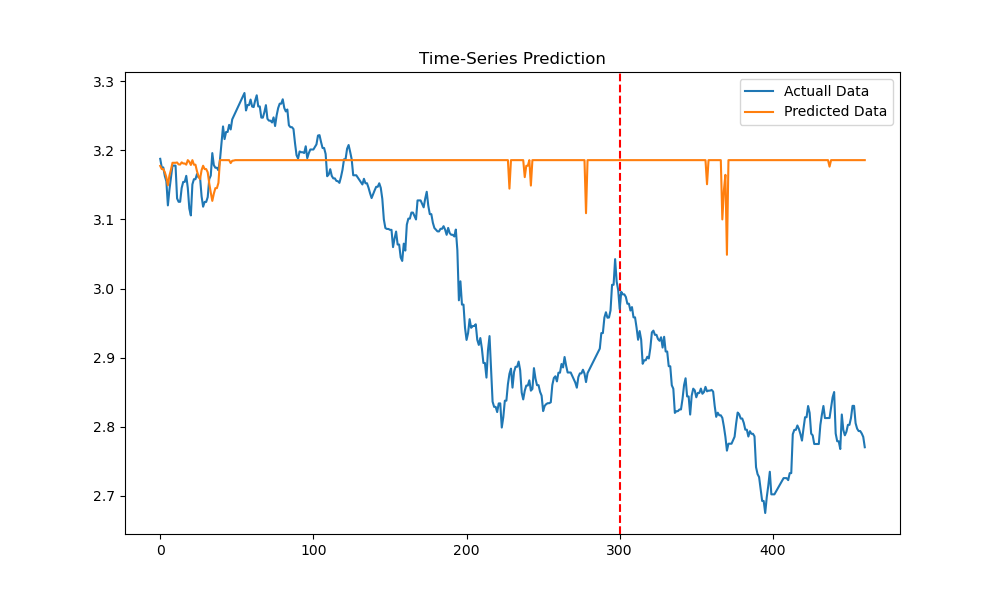 Time-Series Prediction
Actuall Data
Predicted Data
3.3
3.2
3.1
3.0
2.9
2.8
2.7
0 100 200 300 400